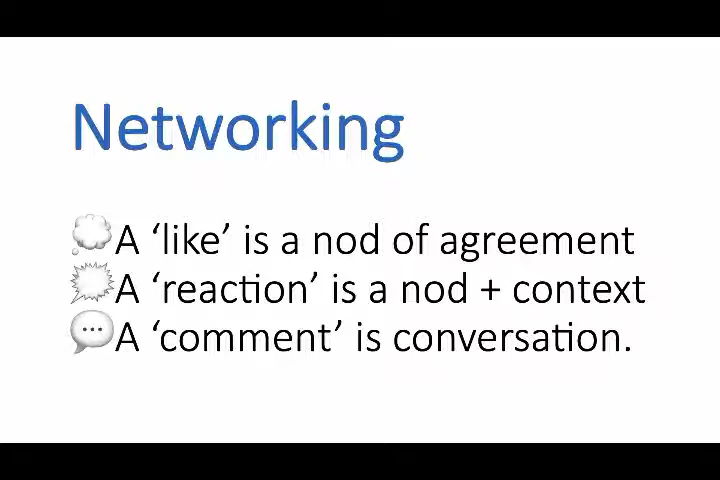 Networking
💭A ‘like’ is a nod of agreement
🗯A ‘reaction’ is a nod + context
💬A ‘comment’ is conversation.